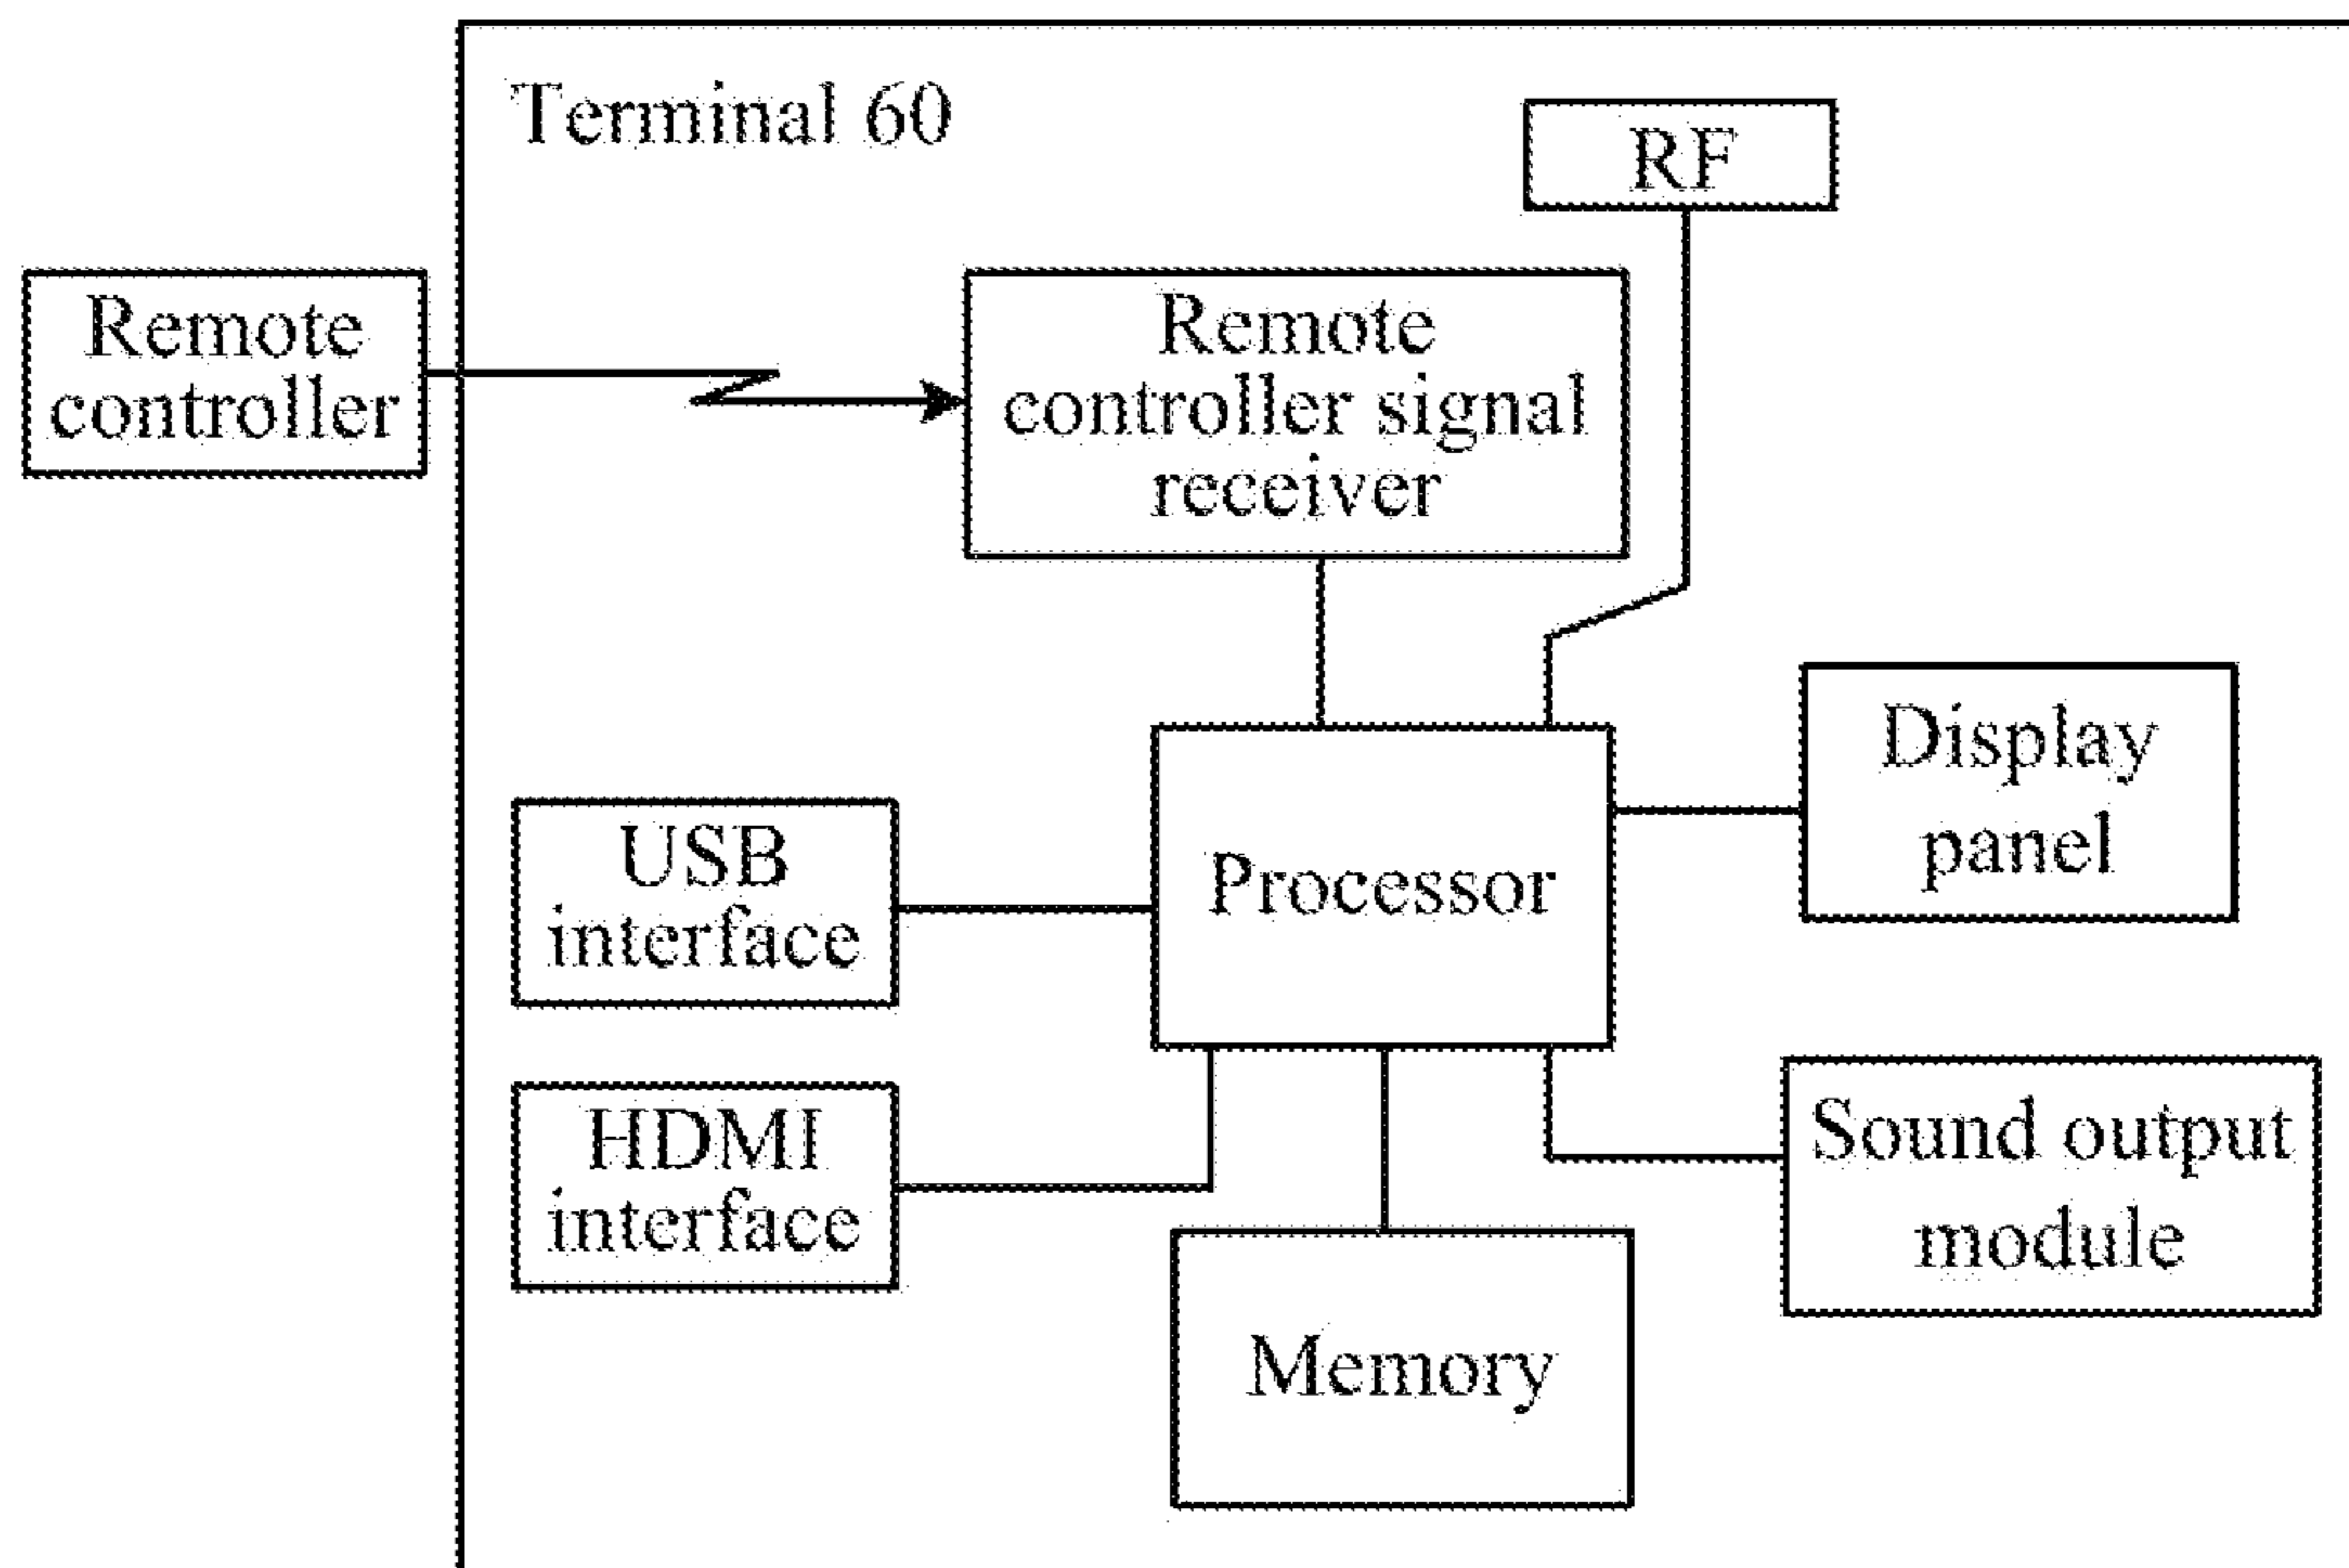 Terminal 60
RF
Remote
controller
Remote
controller signal
receiver
Display
panel
USB
interface
Processor
HDMI
interface
Sound output
module
Memory